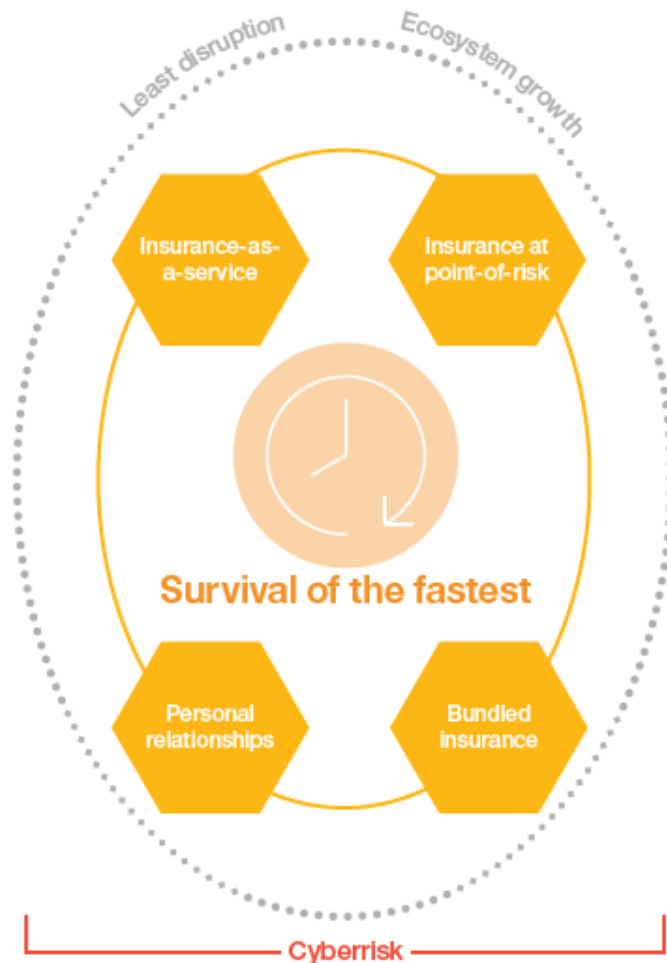 Least disruption
Ecosystem growth
Insurance-as-
a-service
Insurance at
point-of-risk
Survival of the fastest
Personal
relationships
Bundled
insurance
Cyberrisk